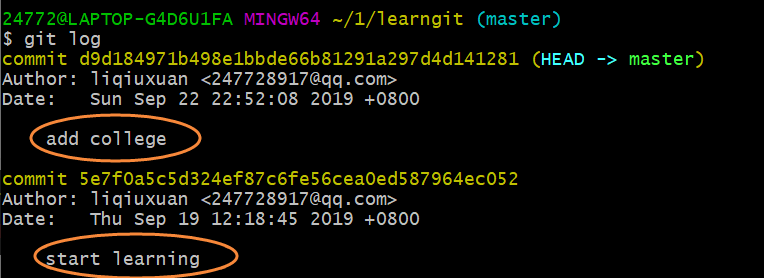 24772@LAPTOP-G4D6U1FA MINGW64 ~/1/learngit (master)
$ git log
commit d9d184971b498e1bbde66b81291a297d4d141281 (HEAD -> master)
Author: liqiuxuan <247728917@qq.com>
Date:   Sun Sep 22 22:52:08 2019 +0800
add college
commit 5e7f0a5c5d324ef87c6fe56cea0ed587964ec052
Author: liqiuxuan <247728917@qq.com>
Date:   Thu Sep 19 12:18:45 2019 +0800
start learning